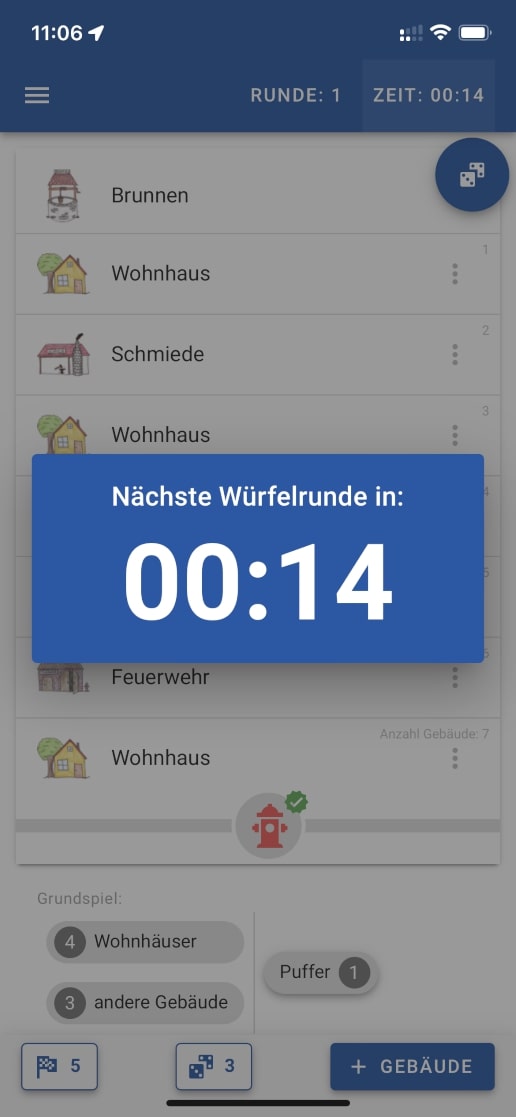 11:06
RUNDE: 1
ZEIT: 00:14
Brunnen
1
Wohnhaus
2
Schmiede
3
Wohnhaus
4
Nächste Würfelrunde in:
00:14
5
6
Feuerwehr
Anzahl Gebäude: 7
Wohnhaus
Grundspiel:
4 Wohnhäuser
Puffer 1
3 andere Gebäude
5
3
+ GEBÄUDE